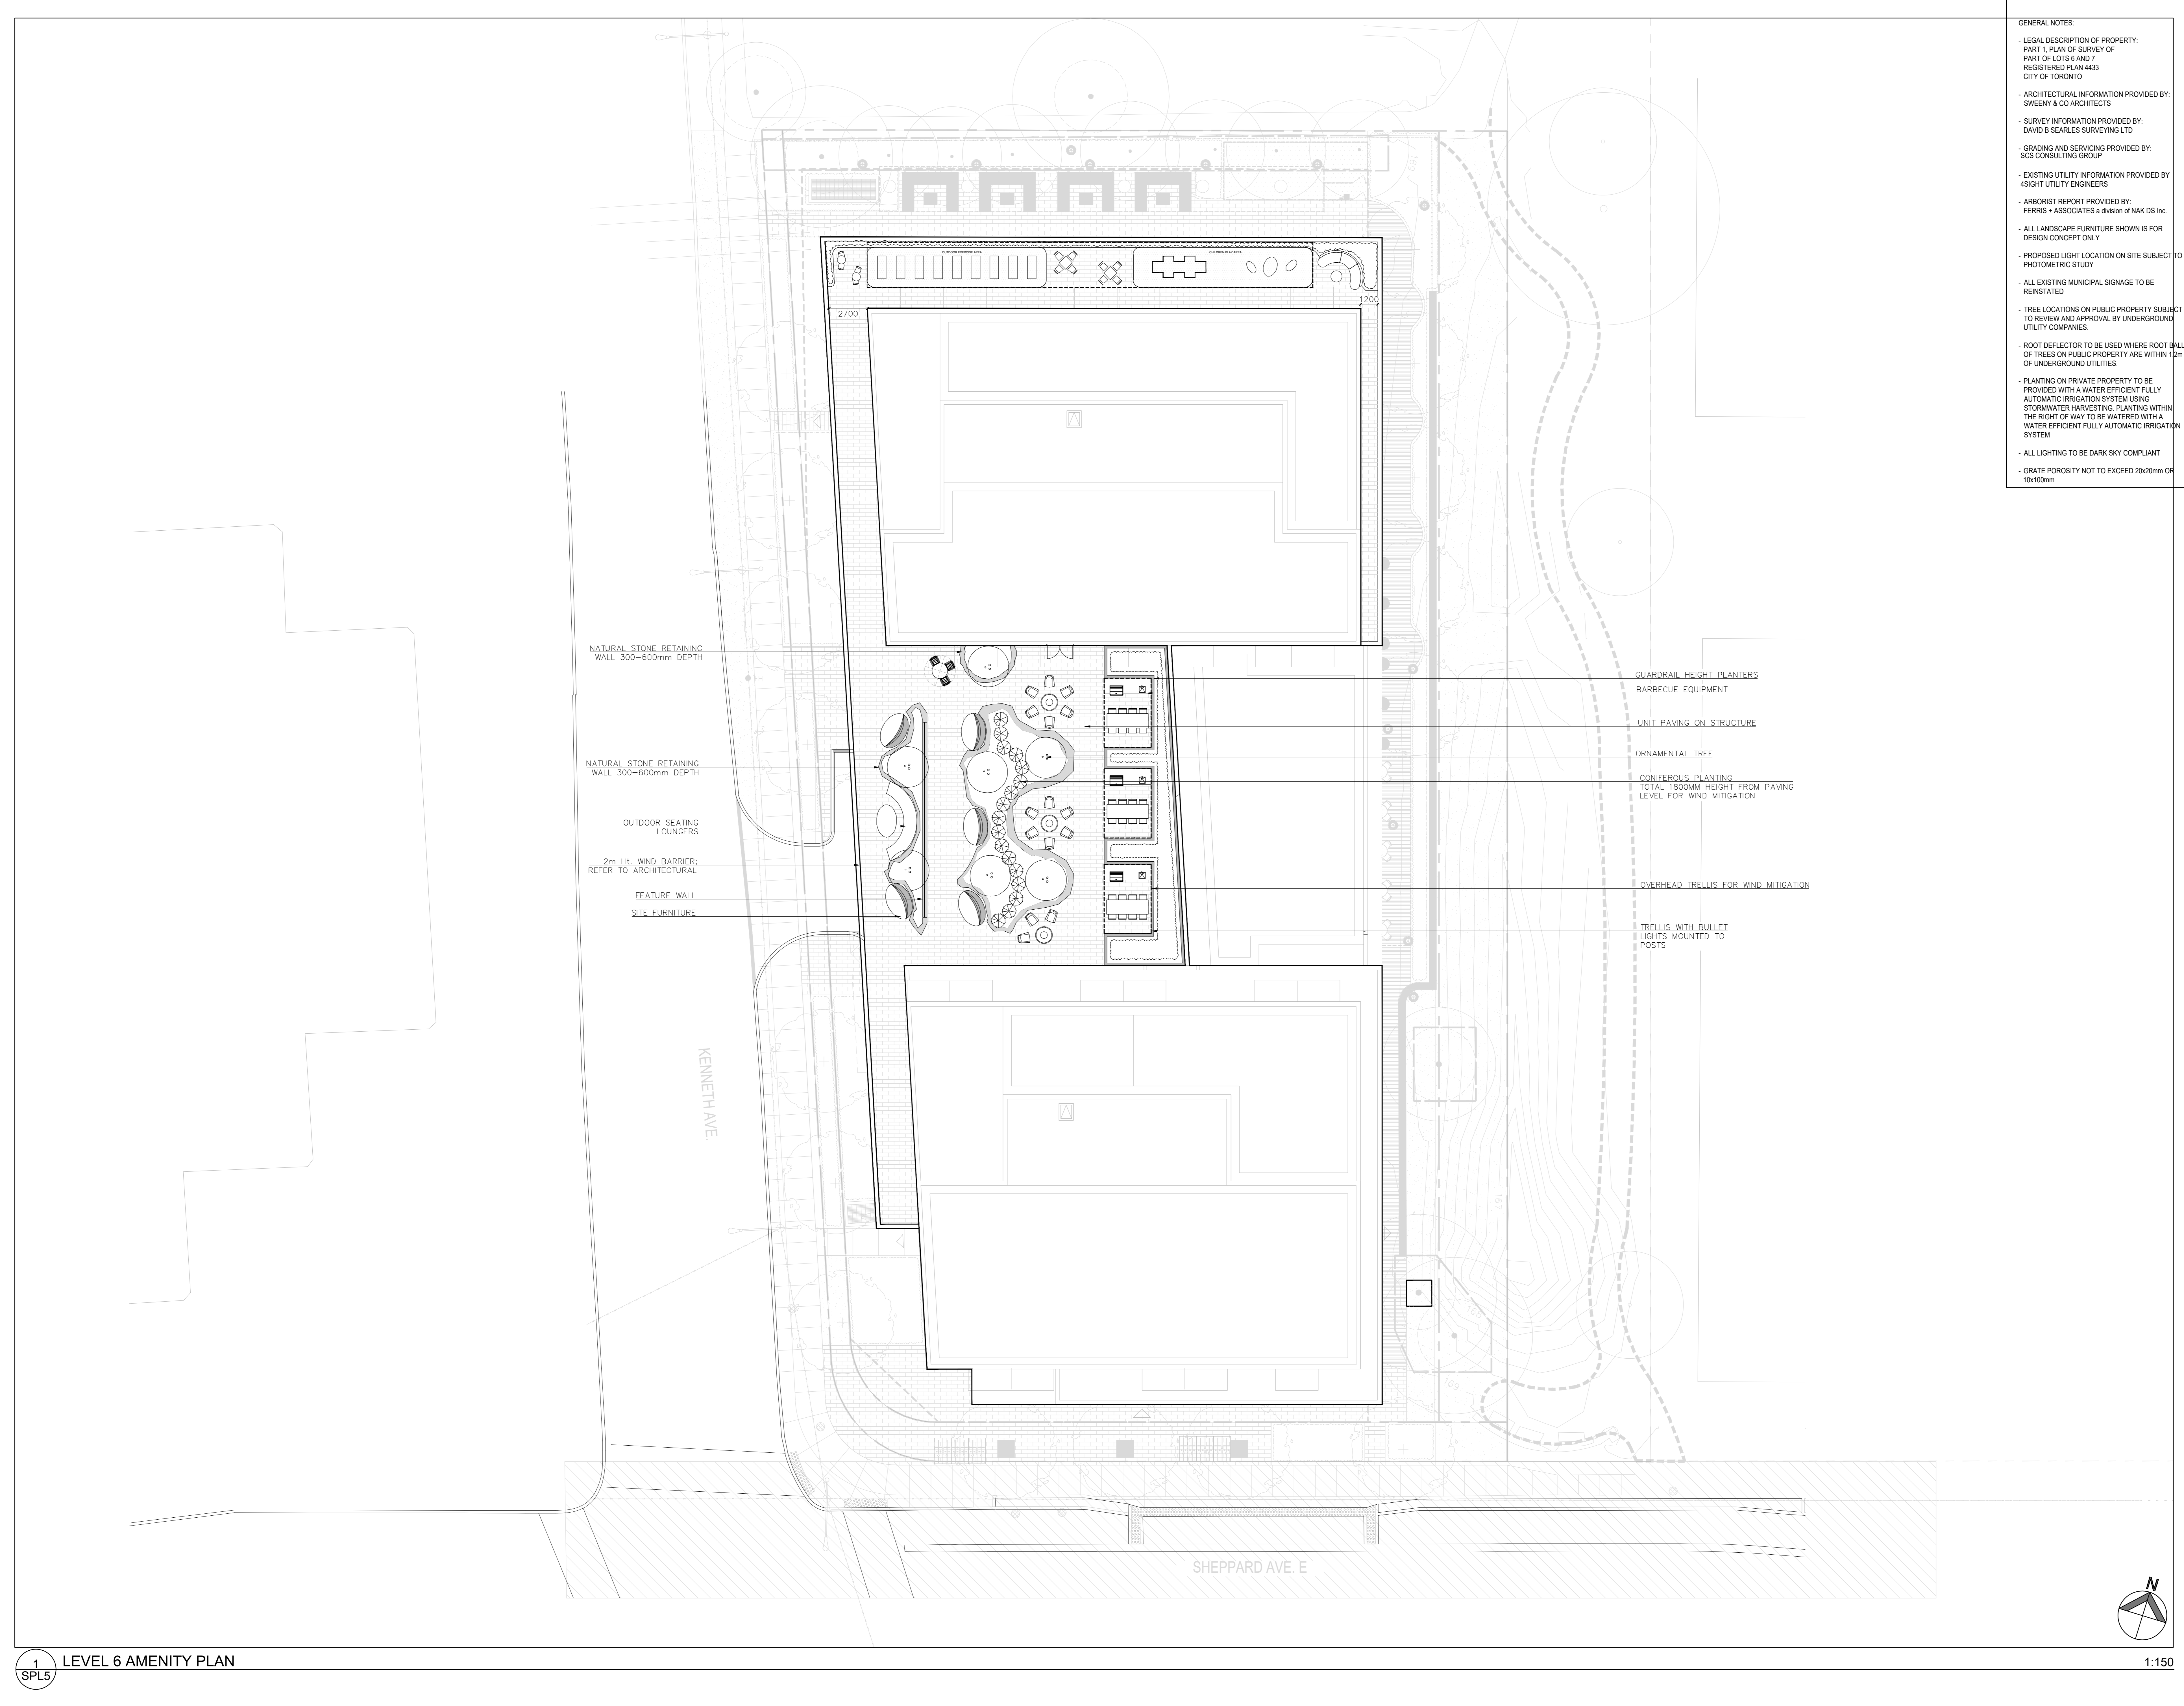 GENERAL NOTES:
- LEGAL DESCRIPTION OF PROPERTY:
PART 1, PLAN OF SURVEY OF
PART OF LOTS 6 AND 7
REGISTERED PLAN 4433
CITY OF TORONTO
- ARCHITECTURAL INFORMATION PROVIDED BY:
SWEENY & CO ARCHITECTS
- SURVEY INFORMATION PROVIDED BY:
DAVID B SEARLES SURVEYING LTD
- GRADING AND SERVICING PROVIDED BY:
SCS CONSULTING GROUP
- EXISTING UTILITY INFORMATION PROVIDED BY
4SIGHT UTILITY ENGINEERS
- ARBORIST REPORT PROVIDED BY:
FERRIS + ASSOCIATES a division of NAK DS Inc.
- ALL LANDSCAPE FURNITURE SHOWN IS FOR
DESIGN CONCEPT ONLY
- PROPOSED LIGHT LOCATION ON SITE SUBJECT TO
PHOTOMETRIC STUDY
- ALL EXISTING MUNICIPAL SIGNAGE TO BE
REINSTATED
- TREE LOCATIONS ON PUBLIC PROPERTY SUBJECT
TO REVIEW AND APPROVAL BY UNDERGROUND
UTILITY COMPANIES.
- ROOT DEFLECTOR TO BE USED WHERE ROOT BALL
OF TREES ON PUBLIC PROPERTY ARE WITHIN 1.2m
OF UNDERGROUND UTILITIES.
- PLANTING ON PRIVATE PROPERTY TO BE
PROVIDED WITH A WATER EFFICIENT FULLY
AUTOMATIC IRRIGATION SYSTEM USING
STORMWATER HARVESTING. PLANTING WITHIN
THE RIGHT OF WAY TO BE WATERED WITH A
WATER EFFICIENT FULLY AUTOMATIC IRRIGATION
SYSTEM
- ALL LIGHTING TO BE DARK SKY COMPLIANT
- GRATE POROSITY NOT TO EXCEED 20x20mm OR
10x100mm
OUTDOOR EXERCISE AREA
CHILDREN PLAY AREA
2700
1200
NATURAL STONE RETAINING
WALL 300-600mm DEPTH
NATURAL STONE RETAINING
WALL 300-600mm DEPTH
OUTDOOR SEATING
LOUNGERS
2m Ht. WIND BARRIER;
REFER TO ARCHITECTURAL
FEATURE WALL
SITE FURNITURE
GUARDRAIL HEIGHT PLANTERS
BARBECUE EQUIPMENT
UNIT PAVING ON STRUCTURE
ORNAMENTAL TREE
CONIFEROUS PLANTING
TOTAL 1800MM HEIGHT FROM PAVING
LEVEL FOR WIND MITIGATION
OVERHEAD TRELLIS FOR WIND MITIGATION
TRELLIS WITH BULLET
LIGHTS MOUNTED TO
POSTS
KENNETH AVE.
SHEPPARD AVE. E
N
1
SPL5
LEVEL 6 AMENITY PLAN
1:150